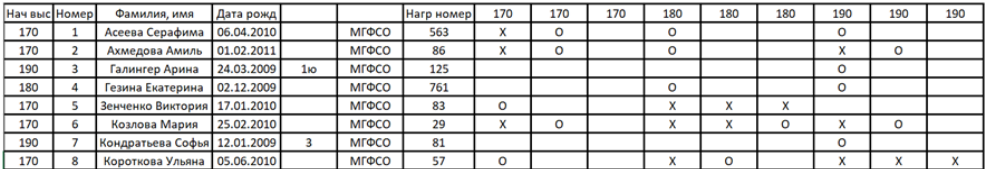 Нач выс Номер Фамилия, имя Дата рожд Нагр номер 170 170 170 180 180 180 190 190 190
170 1 Асеева Серафима 06.04.2010 МГФСО 563 X O O O
170 2 Ахмедова Амиль 01.02.2011 МГФСО 86 X O O X O
190 3 Галингер Арина 24.03.2009 1ю МГФСО 125 O
180 4 Гезина Екатерина 02.12.2009 МГФСО 761 O O
170 5 Зенченко Виктория 17.01.2010 МГФСО 83 O X X X
170 6 Козлова Мария 25.02.2010 МГФСО 29 X O X X O X O
190 7 Кондратьева Софья 12.01.2009 3 МГФСО 81 O
170 8 Короткова Ульяна 05.06.2010 МГФСО 57 O X O X X X